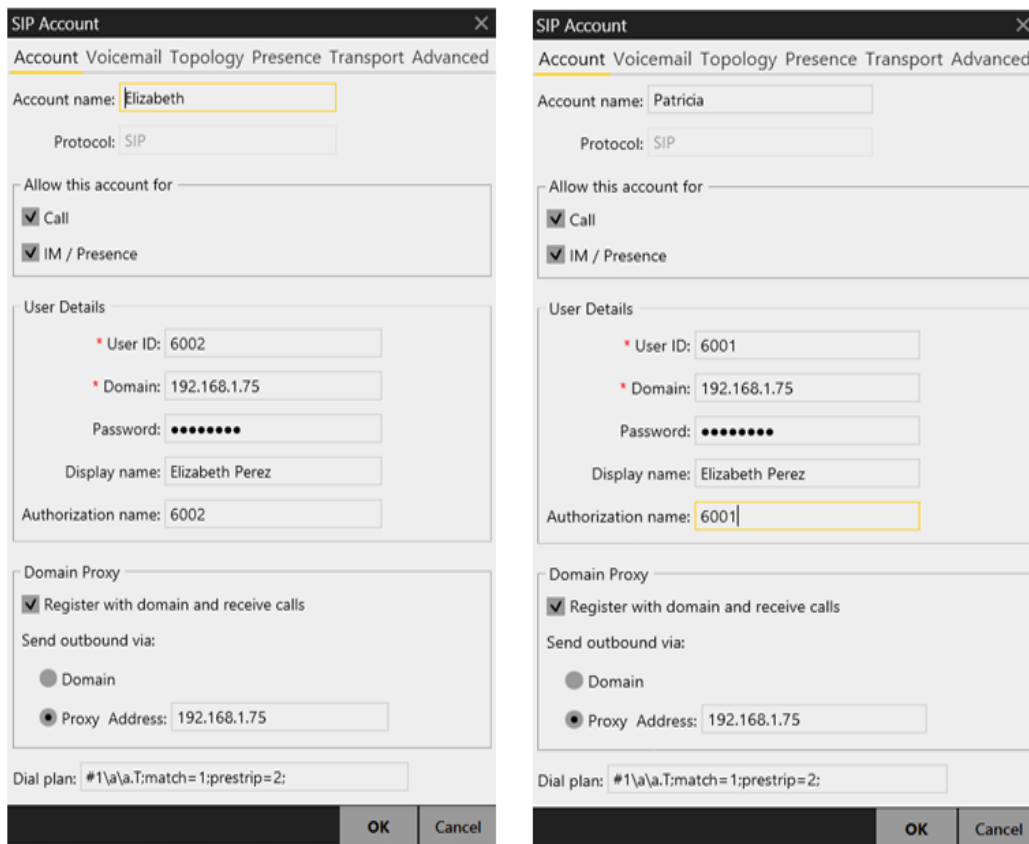 SIP Account
Account Voicemail Topology Presence Transport Advanced
Account name: Elizabeth
Protocol: SIP
Allow this account for
Call
IM / Presence
User Details
* User ID: 6002
* Domain: 192.168.1.75
Password: ●●●●●●●●
Display name: Elizabeth Perez
Authorization name: 6002
Domain Proxy
Register with domain and receive calls
Send outbound via:
Domain
Proxy Address: 192.168.1.75
Dial plan: #1\a\a.T;match=1;prestrip=2;
OK Cancel
SIP Account
Account Voicemail Topology Presence Transport Advanced
Account name: Patricia
Protocol: SIP
Allow this account for
Call
IM / Presence
User Details
* User ID: 6001
* Domain: 192.168.1.75
Password: ●●●●●●●●
Display name: Elizabeth Perez
Authorization name: 6001
Domain Proxy
Register with domain and receive calls
Send outbound via:
Domain
Proxy Address: 192.168.1.75
Dial plan: #1\a\a.T;match=1;prestrip=2;
OK Cancel